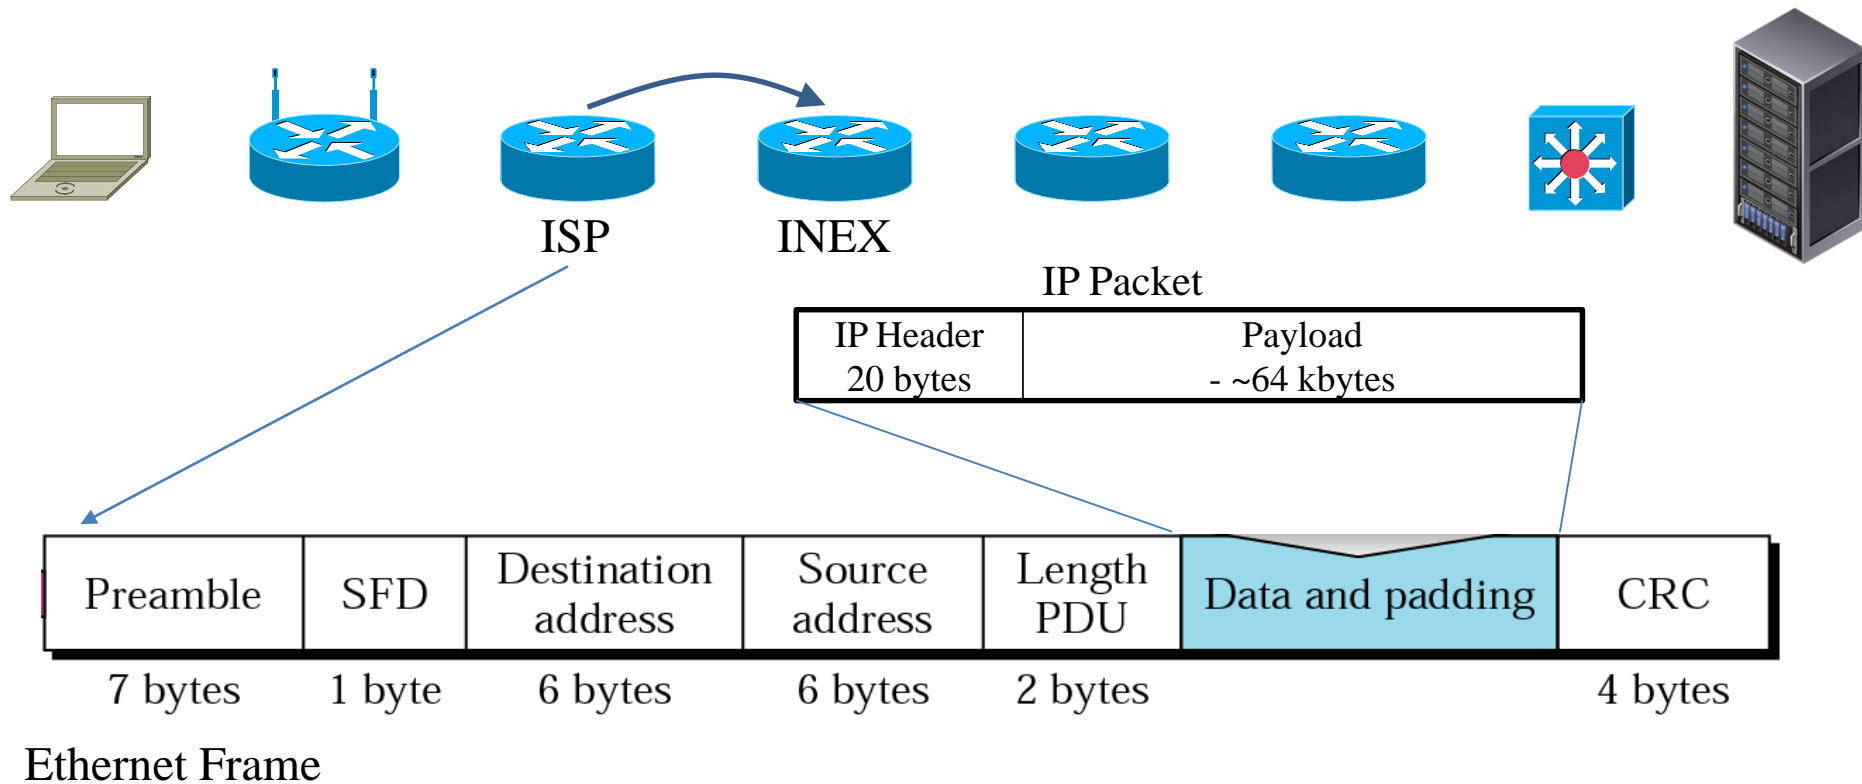 ISP
INEX
IP Packet
IP Header
20 bytes
Payload
- ~64 kbytes
Preamble
SFD
Destination
address
Source
address
Length
PDU
Data and padding
CRC
7 bytes
1 byte
6 bytes
6 bytes
2 bytes
4 bytes
Ethernet Frame